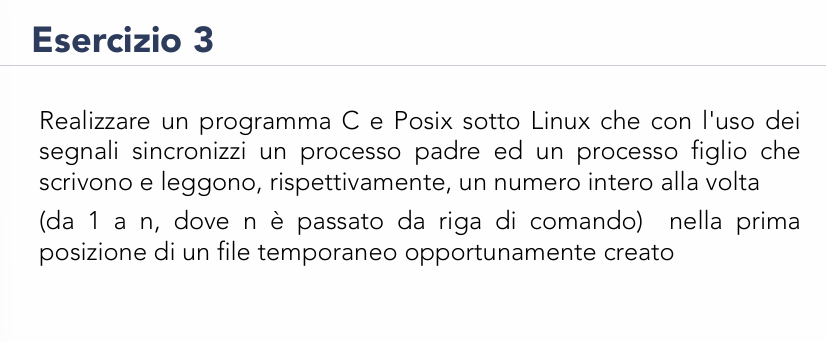 Esercizio 3
Realizzare un programma C e Posix sotto Linux che con l'uso dei
segnali sincronizzi un processo padre ed un processo figlio che
scrivono e leggono, rispettivamente, un numero intero alla volta
(da 1 a n, dove n è passato da riga di comando) nella prima
posizione di un file temporaneo opportunamente creato